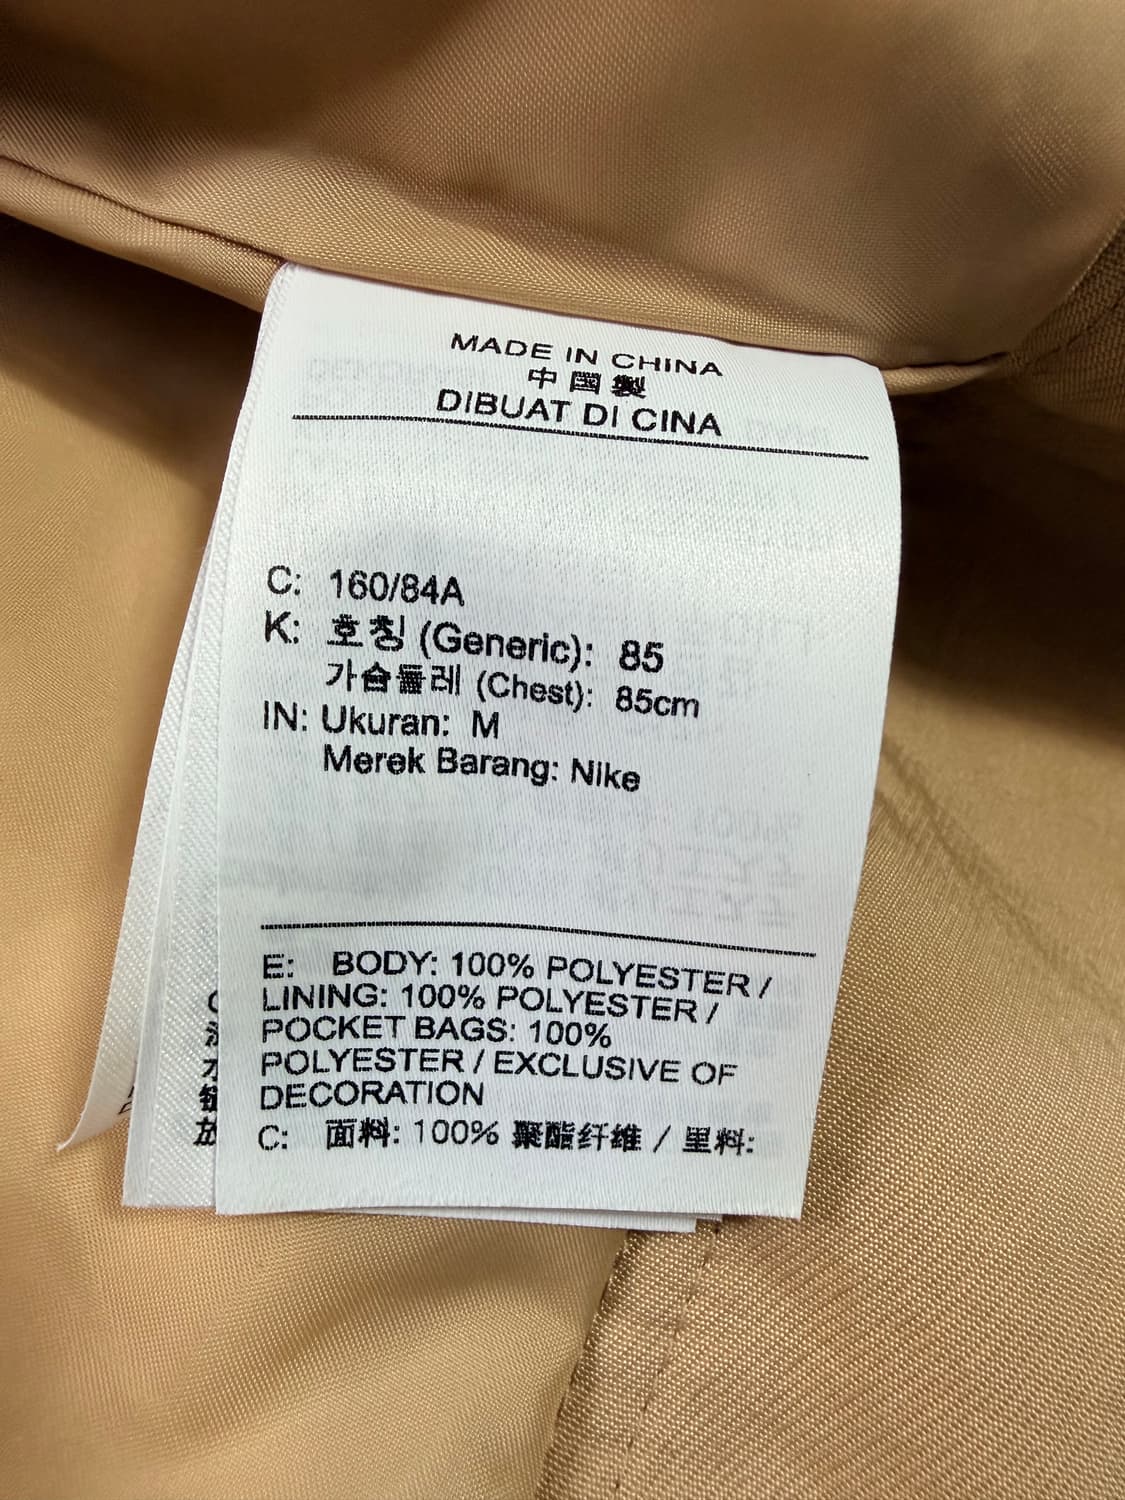 MADE IN CHINA
中国製
DIBUAT DI CINA
C: 160/84A
K: 호칭 (Generic): 85
가슴둘레 (Chest): 85cm
IN: Ukuran: M
Merek Barang: Nike
E: BODY: 100% POLYESTER /
LINING: 100% POLYESTER /
POCKET BAGS: 100%
POLYESTER / EXCLUSIVE OF
DECORATION
C: 面料: 100% 聚酯纤维 / 里料: